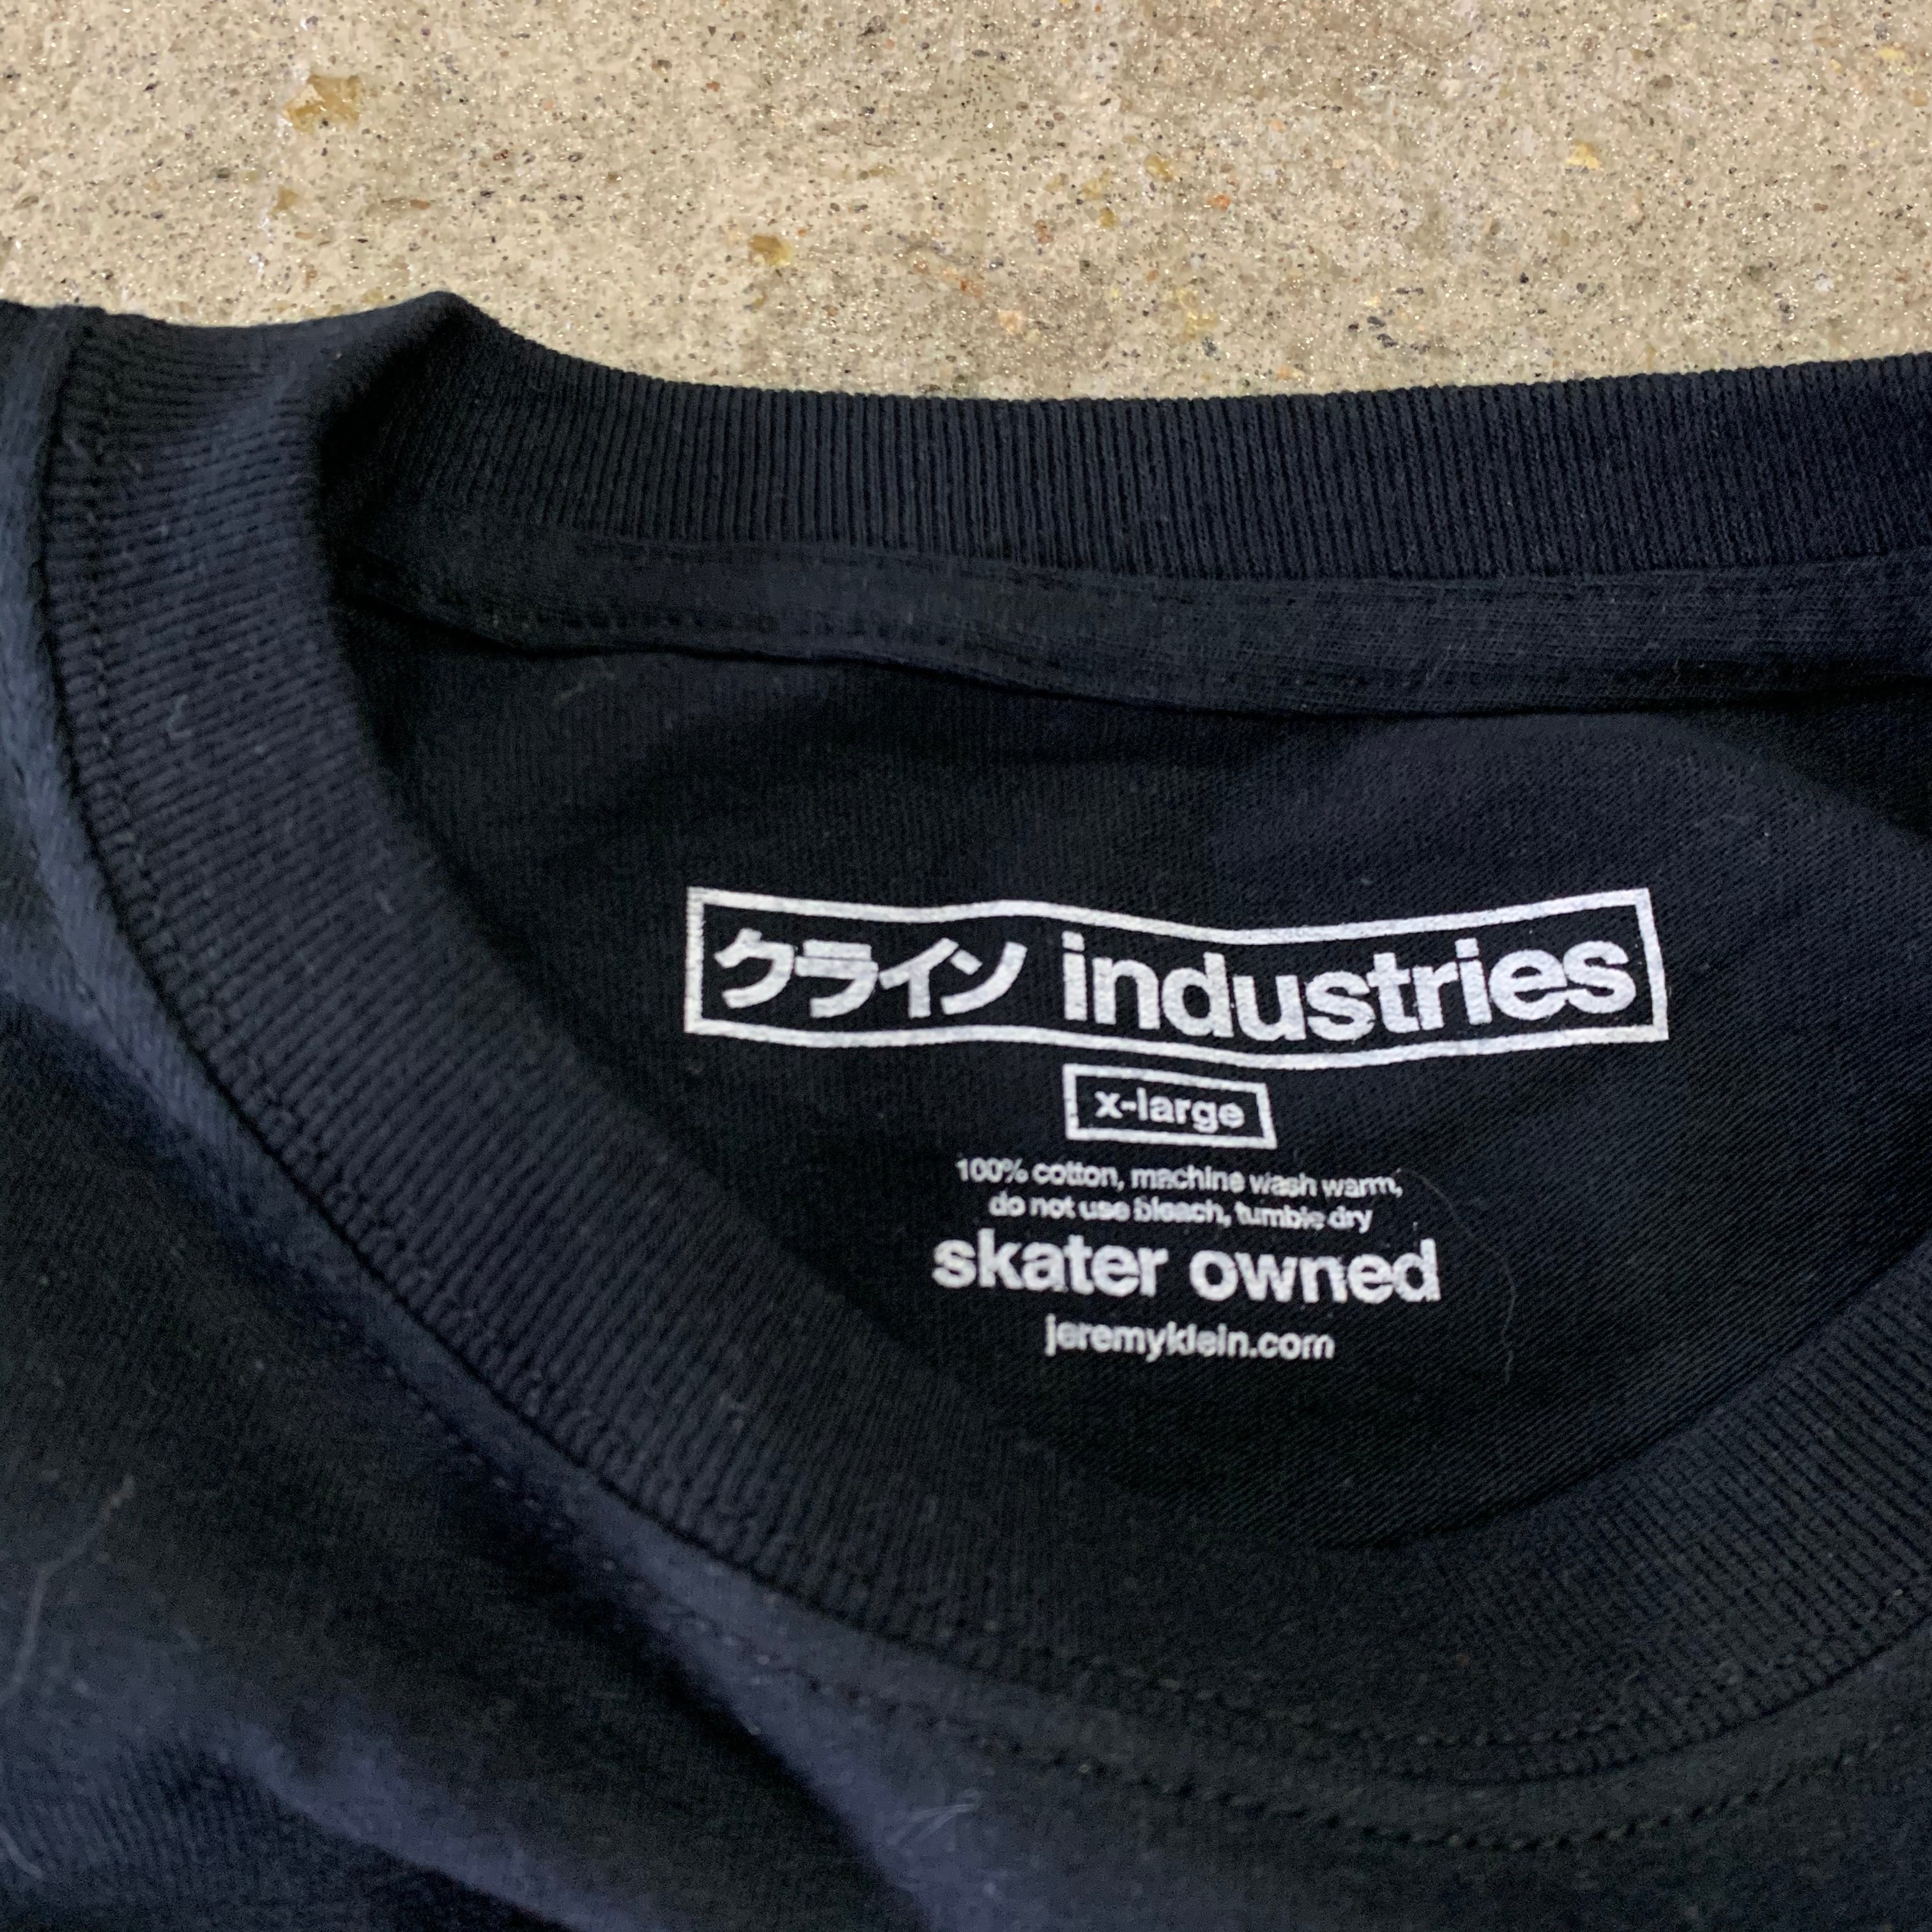 クライン industries
x-large
100% cotton, machine wash warm,
do not use bleach, tumble dry
skater owned
jeremyklein.com